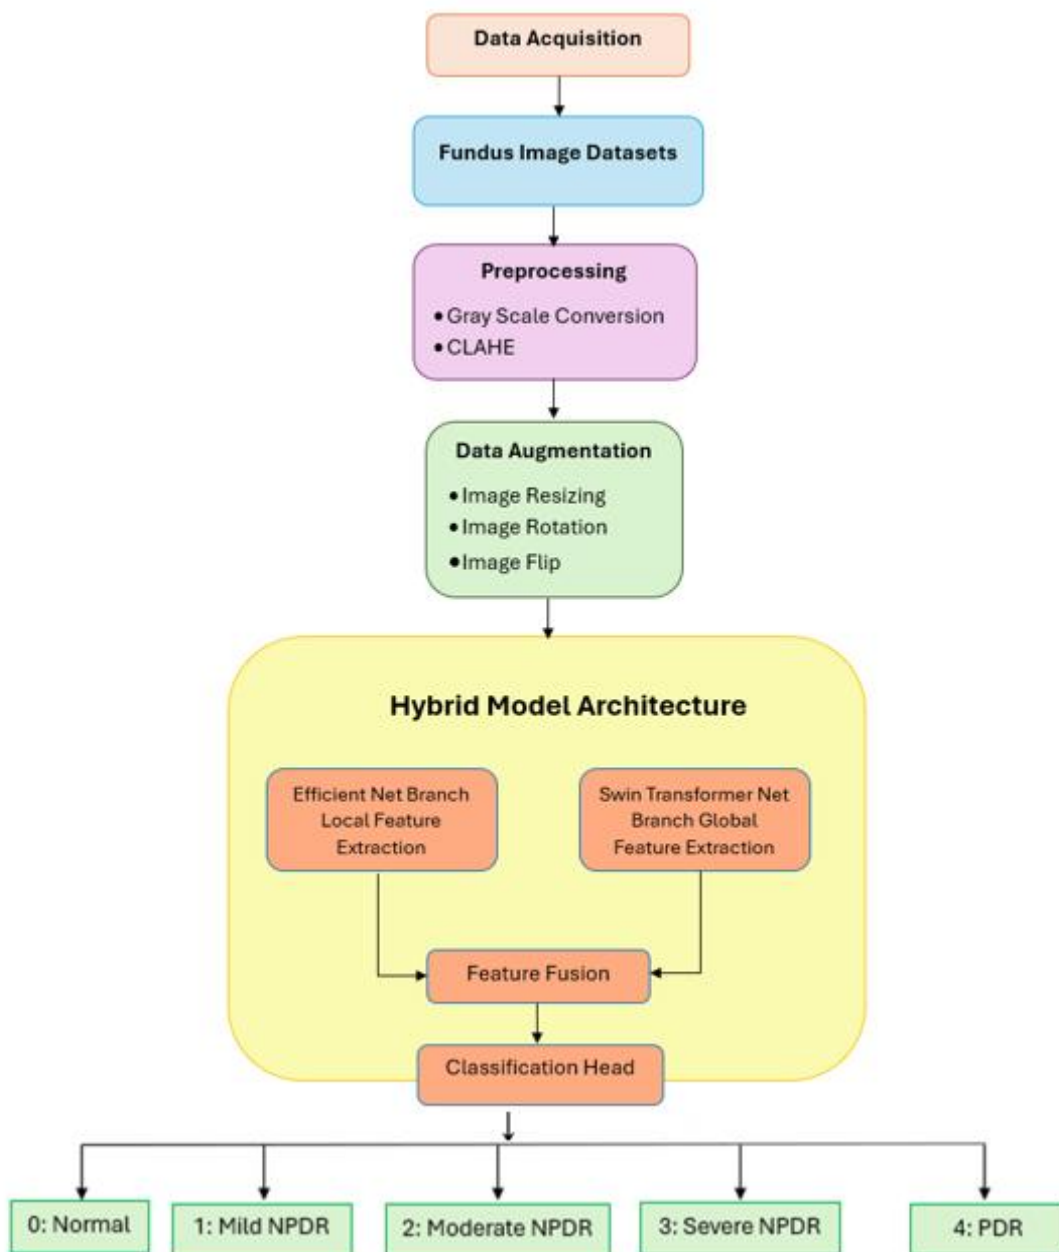 Data Acquisition
Fundus Image Datasets
Preprocessing
• Gray Scale Conversion
• CLAHE
Data Augmentation
• Image Resizing
• Image Rotation
• Image Flip
Hybrid Model Architecture
Efficient Net Branch
Local Feature
Extraction
Swin Transformer Net
Branch Global
Feature Extraction
Feature Fusion
Classification Head
0: Normal
1: Mild NPDR
2: Moderate NPDR
3: Severe NPDR
4: PDR